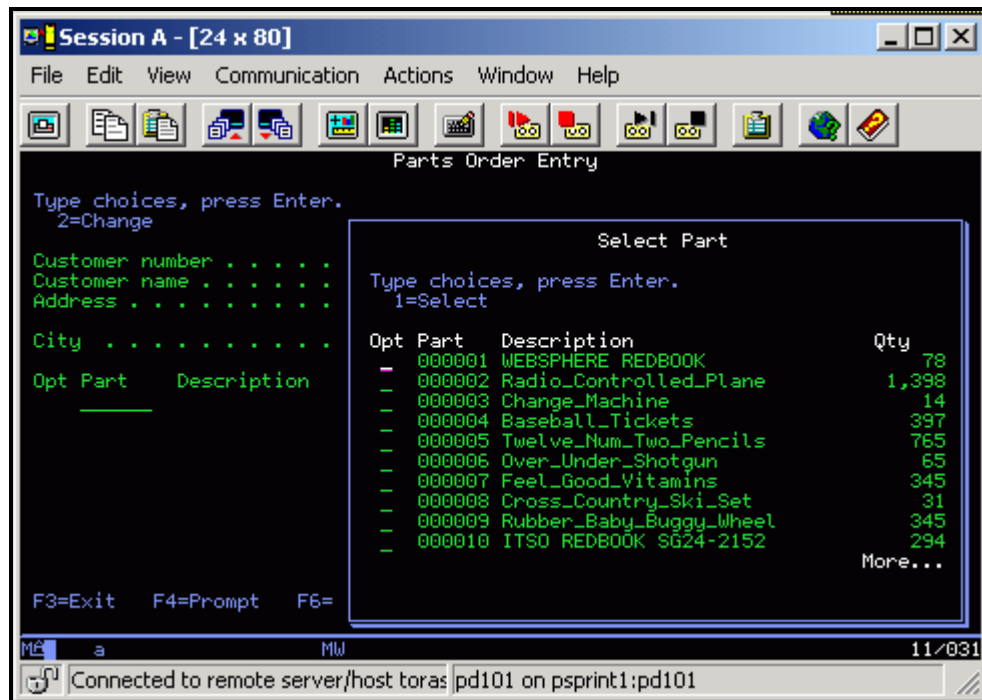 Session A - [24 x 80]
File Edit View Communication Actions Window Help
Parts Order Entry
Type choices, press Enter.
2=Change
Customer number . . . . .
Customer name . . . . . .
Address . . . . . . . . .
City . . . . . . . . . .
Opt Part Description
Select Part
Type choices, press Enter.
1=Select
Opt Part Description Qty
_ 000001 WEBSPHERE REDBOOK 78
_ 000002 Radio_Controlled_Plane 1,398
_ 000003 Change_Machine 14
_ 000004 Baseball_Tickets 397
_ 000005 Twelve_Num_Two_Pencils 765
_ 000006 Over_Under_Shotgun 65
_ 000007 Feel_Good_Vitamins 345
_ 000008 Cross_Country_Ski_Set 31
_ 000009 Rubber_Baby_Buggy_Wheel 345
_ 000010 ITSO REDBOOK SG24-2152 294
More...
F3=Exit F4=Prompt F6=
a MW 11/031
Connected to remote server/host toras pd101 on psprint1:pd101